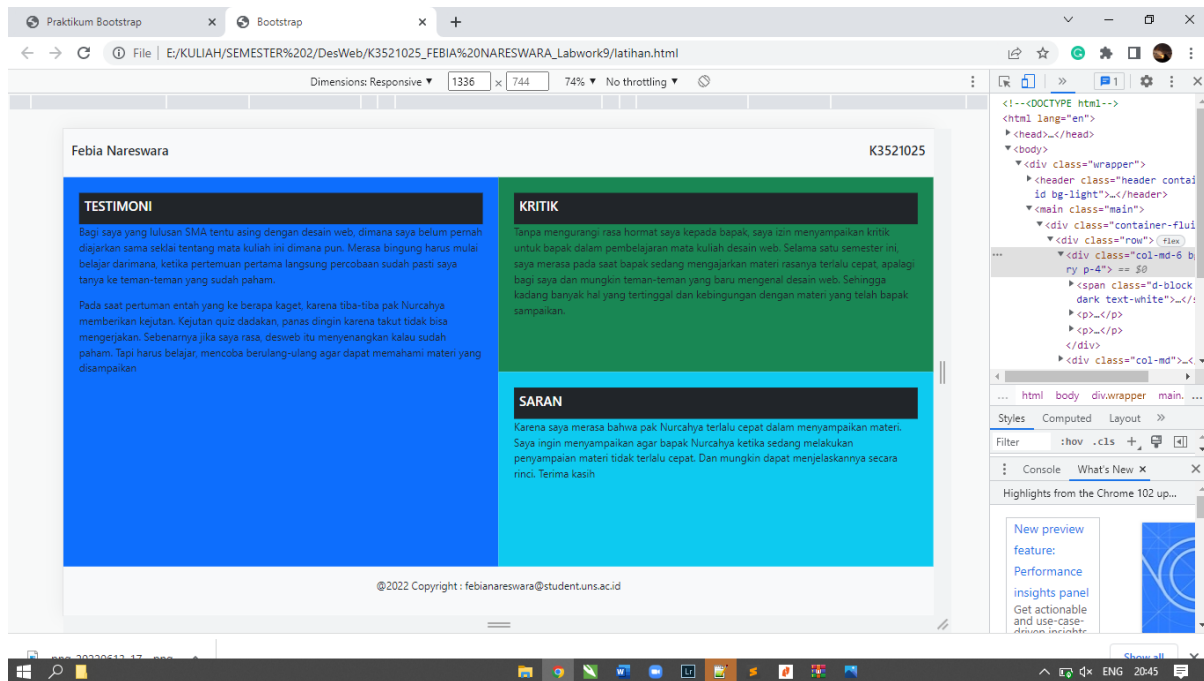 Praktikum Bootstrap
Bootstrap
File | E:/KULIAH/SEMESTER%202/DesWeb/K3521025_FEBIA%20NARESWARA_Labwork9/latihan.html
Dimensions: Responsive ▼ 1336 × 744 74% ▼ No throttling ▼
Febia Nareswara
K3521025
TESTIMONI
Bagi saya yang lulusan SMA tentu asing dengan desain web, dimana saya belum pernah
diajarkan sama seklai tentang mata kuliah ini dimana pun. Merasa bingung harus mulai
belajar darimana, ketika pertemuan pertama langsung percobaan sudah pasti saya
tanya ke teman-teman yang sudah paham.
Pada saat pertuman entah yang ke berapa kaget, karena tiba-tiba pak Nurcahya
memberikan kejutan. Kejutan quiz dadakan, panas dingin karena takut tidak bisa
mengerjakan. Sebenarnya jika saya rasa, desweb itu menyenangkan kalau sudah
paham. Tapi harus belajar, mencoba berulang-ulang agar dapat memahami materi yang
disampaikan
KRITIK
Tanpa mengurangi rasa hormat saya kepada bapak, saya izin menyampaikan kritik
untuk bapak dalam pembelajaran mata kuliah desain web. Selama satu semester ini,
saya merasa pada saat bapak sedang mengajarkan materi rasanya terlalu cepat, apalagi
bagi saya dan mungkin teman-teman yang baru mengenal desain web. Sehingga
kadang banyak hal yang tertinggal dan kebingungan dengan materi yang telah bapak
sampaikan.
SARAN
Karena saya merasa bahwa pak Nurcahya terlalu cepat dalam menyampaikan materi.
Saya ingin menyampaikan agar bapak Nurcahya ketika sedang melakukan
penyampaian materi tidak terlalu cepat. Dan mungkin dapat menjelaskannya secara
rinci. Terima kasih
@2022 Copyright : febianareswara@student.uns.ac.id
1
<!--<DOCTYPE html-->
<html lang="en">
<head>…</head>
<body>
<div class="wrapper">
<header class="header contai
id bg-light">…</header>
<main class="main">
<div class="container-flui
<div class="row"> flex
<div class="col-md-6 b
ry p-4"> == $0
<span class="d-block
dark text-white">…</
<p>…</p>
<p>…</p>
</div>
<div class="col-md">…<
... html body div.wrapper main. ...
Styles Computed Layout
Filter :hov .cls +
Console What's New ×
Highlights from the Chrome 102 up...
New preview
feature:
Performance
insights panel
Get actionable
and use-case-
driven insights
Show all
ENG 20:45